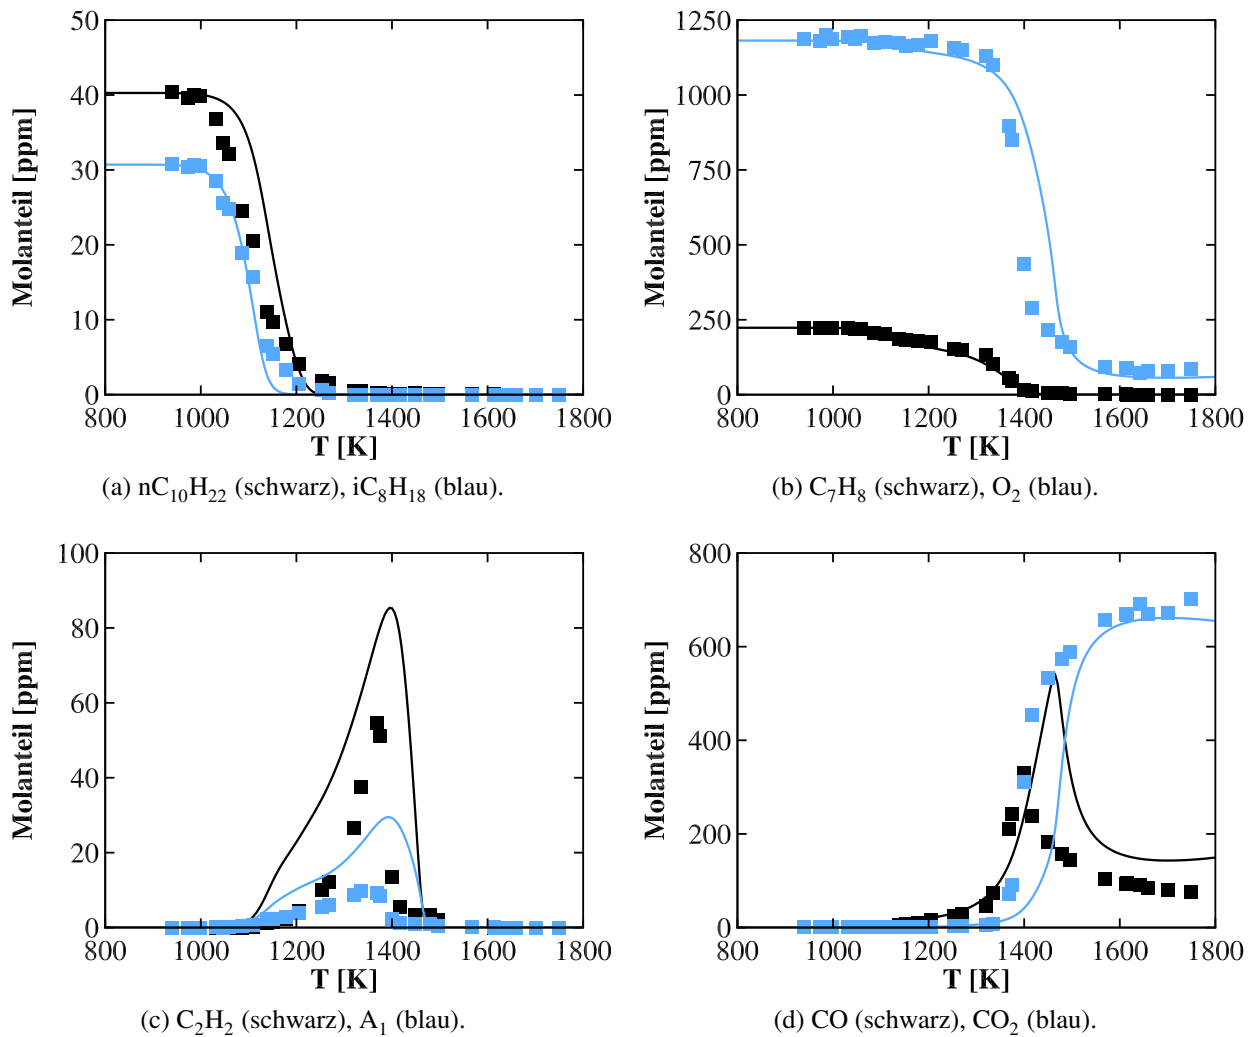 50
40
30
20
10
0
800 1000 1200 1400 1600 1800
Molanteil [ppm]
T [K]
(a) nC10H22 (schwarz), iC8H18 (blau).
1250
1000
750
500
250
0
800 1000 1200 1400 1600 1800
Molanteil [ppm]
T [K]
(b) C7H8 (schwarz), O2 (blau).
100
80
60
40
20
0
800 1000 1200 1400 1600 1800
Molanteil [ppm]
T [K]
(c) C2H2 (schwarz), A1 (blau).
800
600
400
200
0
800 1000 1200 1400 1600 1800
Molanteil [ppm]
T [K]
(d) CO (schwarz), CO2 (blau).